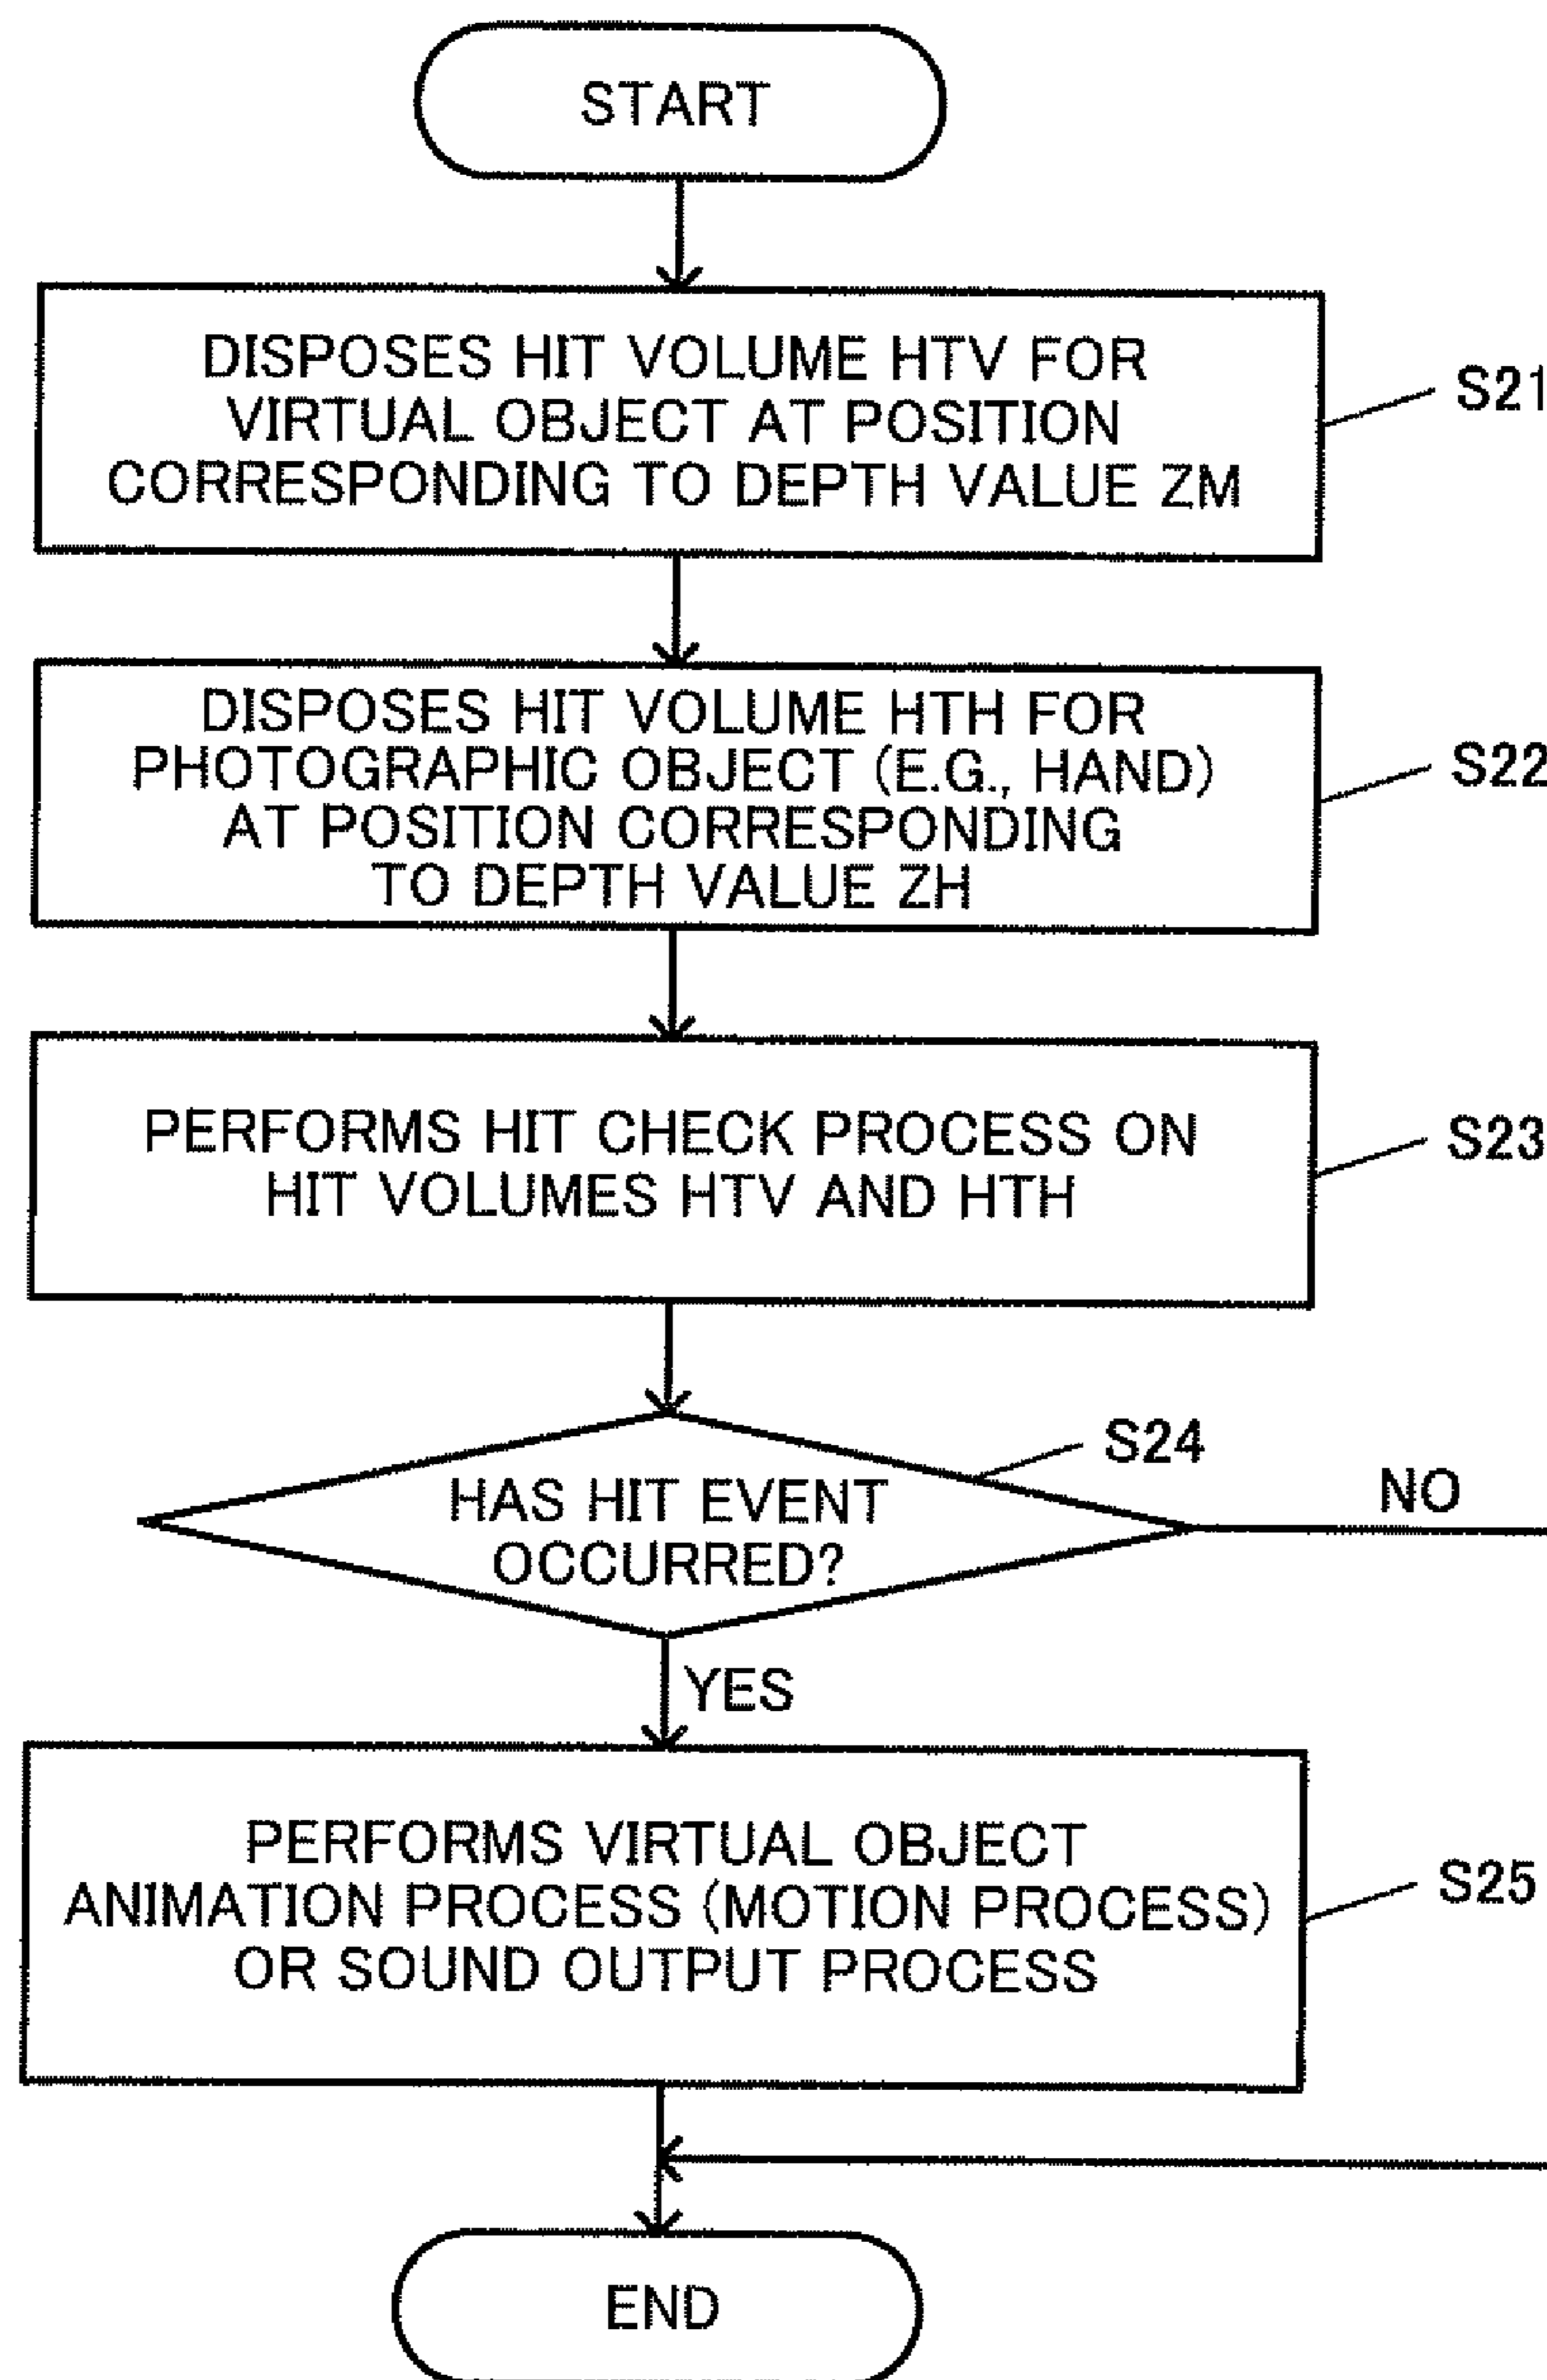 START
DISPOSES HIT VOLUME HTV FOR
VIRTUAL OBJECT AT POSITION
CORRESPONDING TO DEPTH VALUE ZM
S21
DISPOSES HIT VOLUME HTH FOR
PHOTOGRAPHIC OBJECT (E.G., HAND)
AT POSITION CORRESPONDING
TO DEPTH VALUE ZH
S22
PERFORMS HIT CHECK PROCESS ON
HIT VOLUMES HTV AND HTH
S23
HAS HIT EVENT
OCCURRED?
S24
NO
YES
PERFORMS VIRTUAL OBJECT
ANIMATION PROCESS (MOTION PROCESS)
OR SOUND OUTPUT PROCESS
S25
END